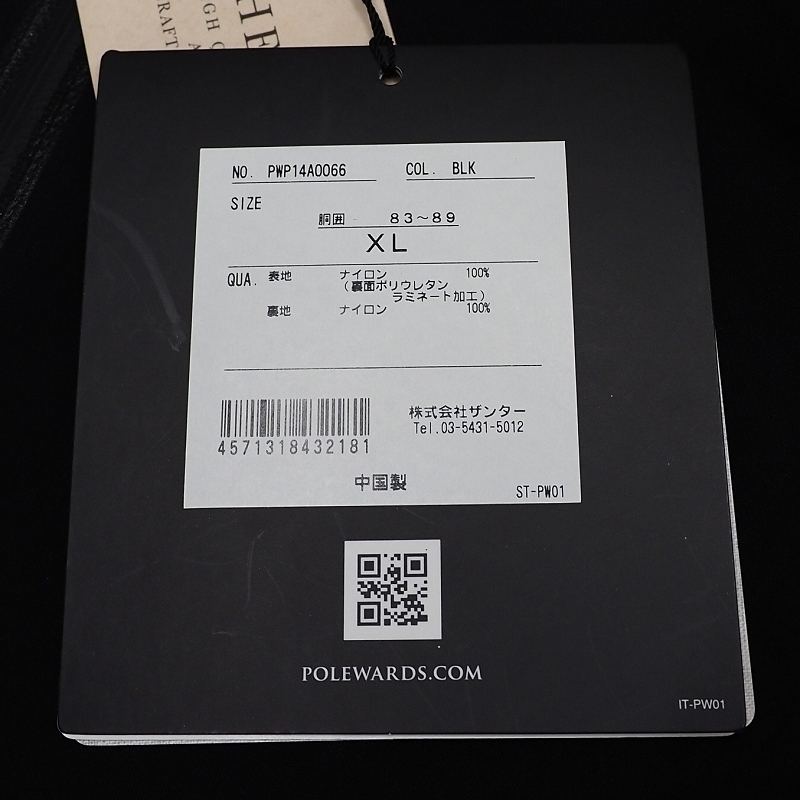 HE
GH
RAFT
NO. PWP14A0066 COL. BLK
SIZE
胴囲 83～89
XL
QUA. 表地 ナイロン 100%
(裏面ポリウレタン
ラミネート加工)
裏地 ナイロン 100%
株式会社ザンター
Tel.03-5431-5012
4571318432181
中国製
ST-PW01
POLEWARDS.COM
IT-PW01